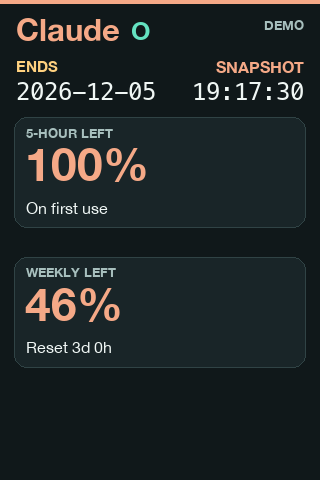 Claude O
DEMO
ENDS
SNAPSHOT
2026-12-05
19:17:30
5-HOUR LEFT
100%
On first use
WEEKLY LEFT
46%
Reset 3d 0h